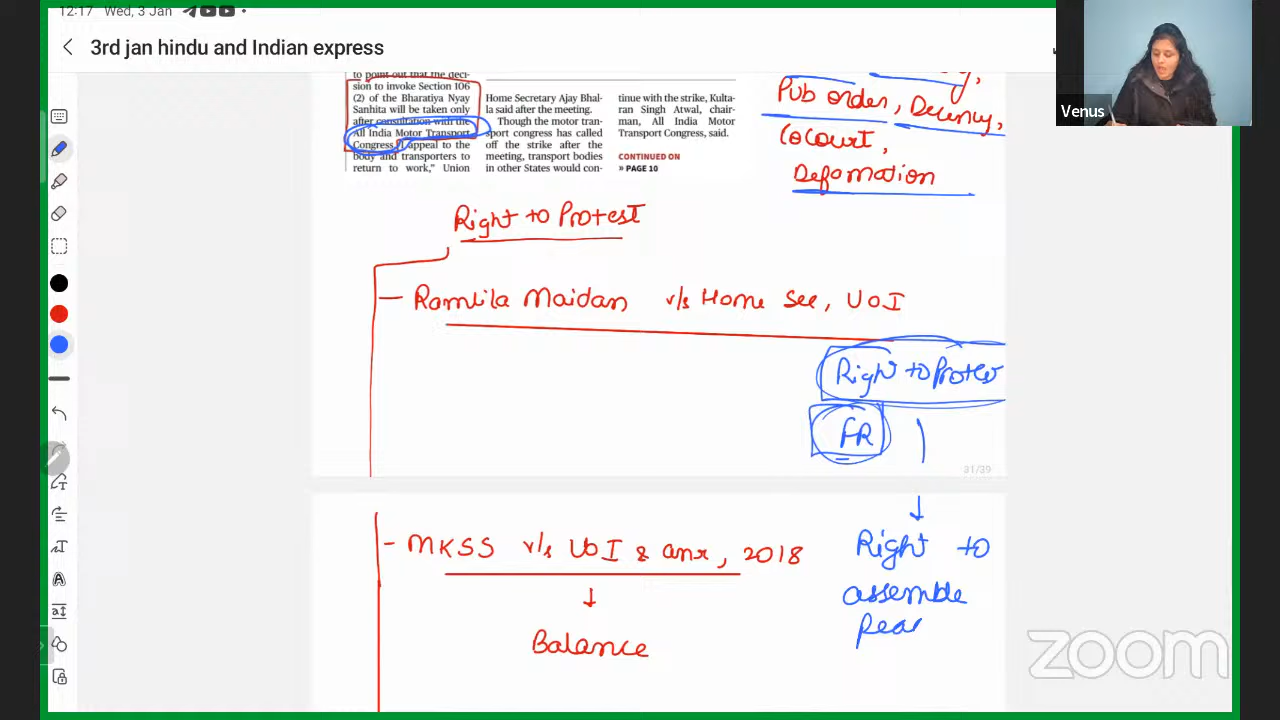 12:17 Wed, 3 Jan
3rd jan hindu and Indian express
Venus
to point out that the deci-
sion to invoke Section 106
(2) of the Bharatiya Nyay
Sanhita will be taken only
after consultation with the
All India Motor Transport
Congress. I appeal to the
body and transporters to
return to work,” Union
Home Secretary Ajay Bhal-
la said after the meeting.
Though the motor tran-
sport congress has called
off the strike after the
meeting, transport bodies
in other States would con-
tinue with the strike, Kulta-
ran Singh Atwal, chair-
man, All India Motor
Transport Congress, said.
CONTINUED ON
» PAGE 10
Pub order, Decency,
CoCourt,
Defamation
Right to Protest
- Ramlila Maidan v/s Home Sec, UoI
Right to Protes
FR
31/39
- MKSS v/s UoI & anr, 2018
↓
Balance
↓
Right to
assemble
Peac
zoom